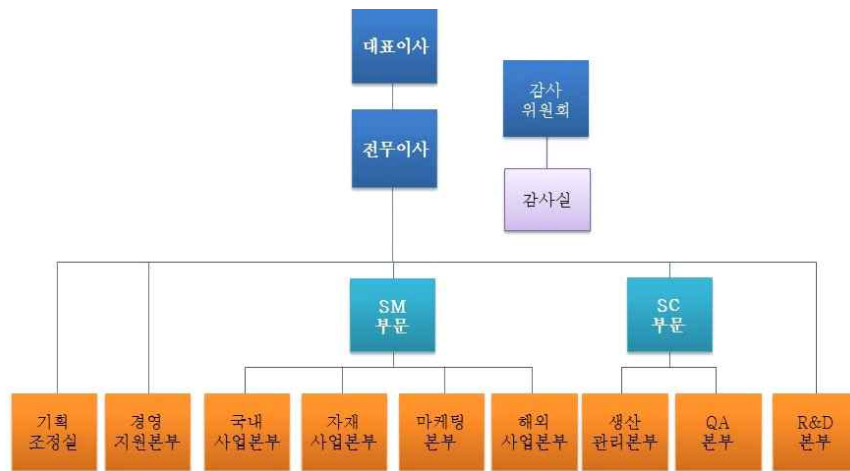 대표이사
감사
위원회
전무이사
감사실
SM
부문
SC
부문
기획
조정실
경영
지원본부
국내
사업본부
자재
사업본부
마케팅
본부
해외
사업본부
생산
관리본부
QA
본부
R&D
본부